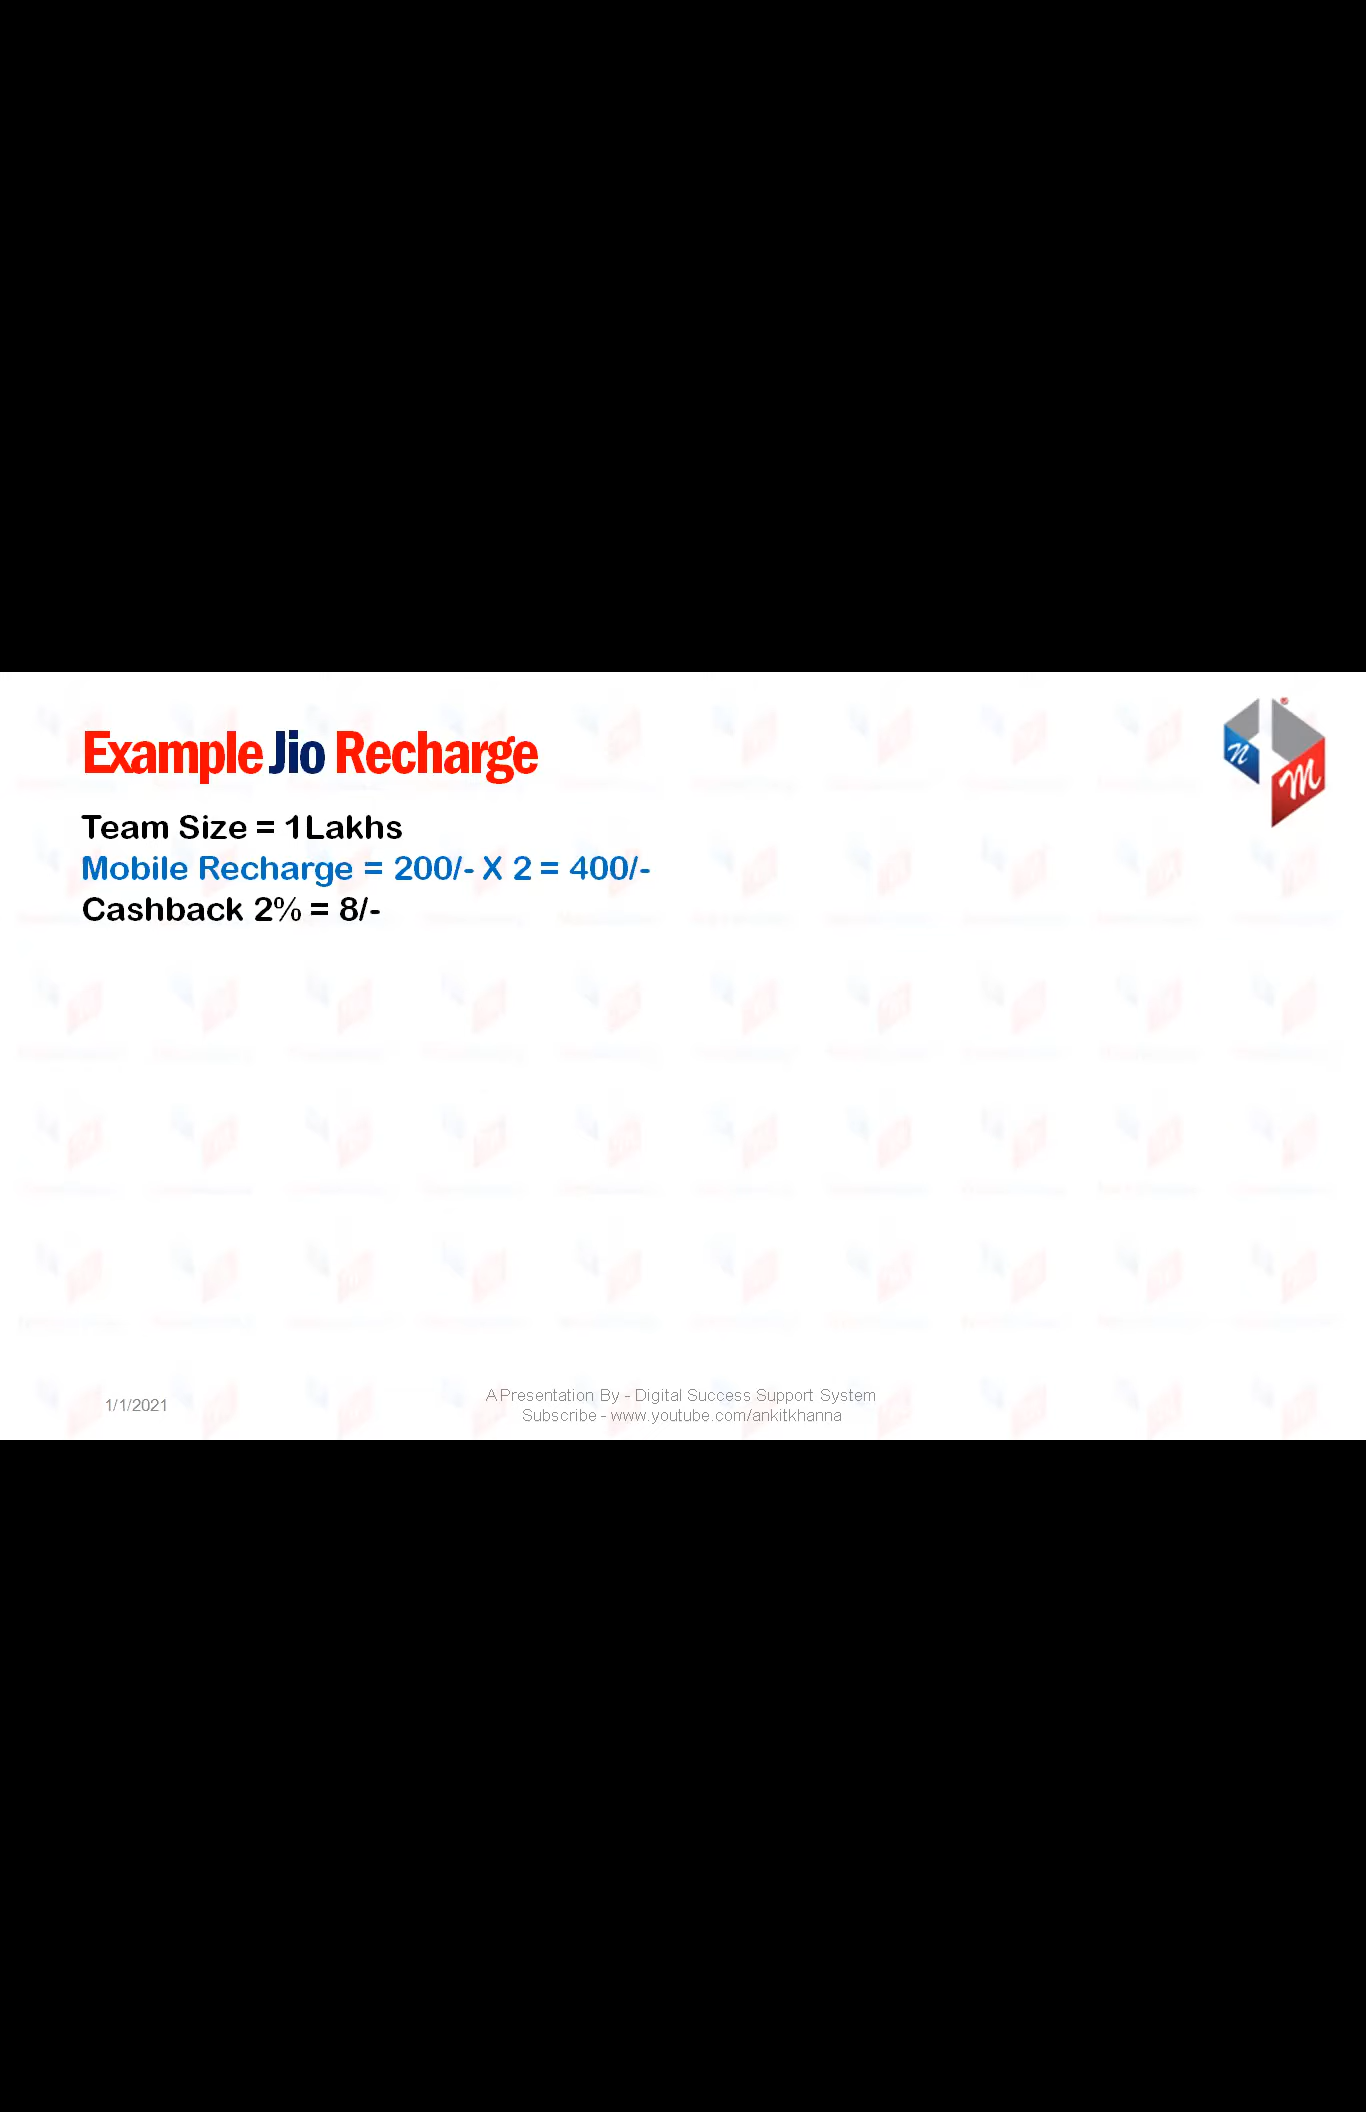 Example Jio Recharge
n
m
Team Size = 1Lakhs
Mobile Recharge = 200/- X 2 = 400/-
Cashback 2% = 8/-
1/1/2021
A Presentation By - Digital Success Support System
Subscribe - www.youtube.com/ankitkhanna